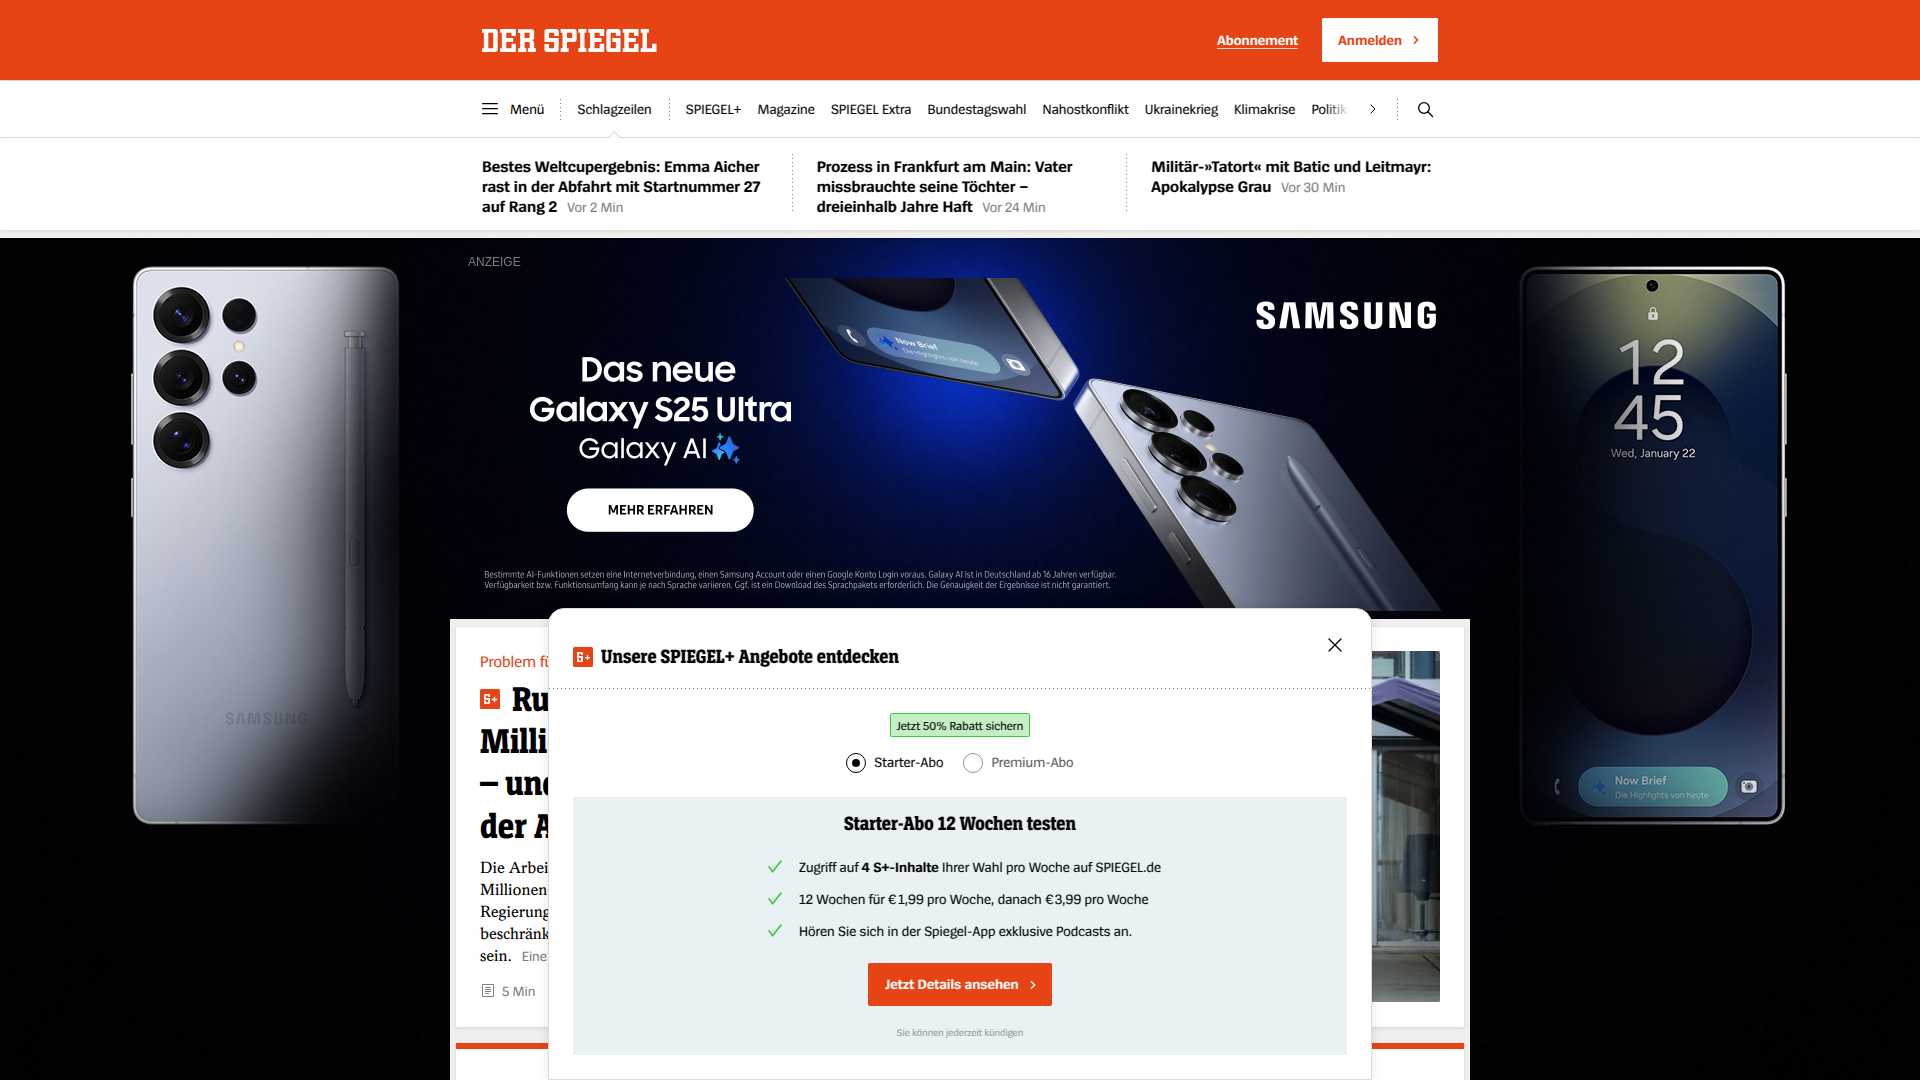 DER SPIEGEL
Abonnement
Anmelden
Menü
Schlagzeilen
SPIEGEL+
Magazine
SPIEGEL Extra
Bundestagswahl
Nahostkonflikt
Ukrainekrieg
Klimakrise
Politik
Bestes Weltcupergebnis: Emma Aicher
rast in der Abfahrt mit Startnummer 27
auf Rang 2 Vor 2 Min
Prozess in Frankfurt am Main: Vater
missbrauchte seine Töchter –
dreieinhalb Jahre Haft Vor 24 Min
Militär-»Tatort« mit Batic und Leitmayr:
Apokalypse Grau Vor 30 Min
ANZEIGE
SAMSUNG
Now Brief
Die Highlights von heute
Das neue
Galaxy S25 Ultra
Galaxy AI
MEHR ERFAHREN
Bestimmte AI-Funktionen setzen eine Internetverbindung, einen Samsung Account oder einen Google Konto Login voraus. Galaxy AI ist in Deutschland ab 16 Jahren verfügbar.
Verfügbarkeit bzw. Funktionsumfang kann je nach Sprache variieren. Ggf. ist ein Download des Sprachpakets erforderlich. Die Genauigkeit der Ergebnisse ist nicht garantiert.
SAMSUNG
12
45
Wed, January 22
Now Brief
Die Highlights von heute
Problem fü
S+ Ru
Milli
– und
der A
Die Arbei
Millionen
Regierung
beschränk
sein. Eine
5 Min
S+ Unsere SPIEGEL+ Angebote entdecken
Jetzt 50% Rabatt sichern
Starter-Abo
Premium-Abo
Starter-Abo 12 Wochen testen
Zugriff auf 4 S+-Inhalte Ihrer Wahl pro Woche auf SPIEGEL.de
12 Wochen für € 1,99 pro Woche, danach € 3,99 pro Woche
Hören Sie sich in der Spiegel-App exklusive Podcasts an.
Jetzt Details ansehen
Sie können jederzeit kündigen